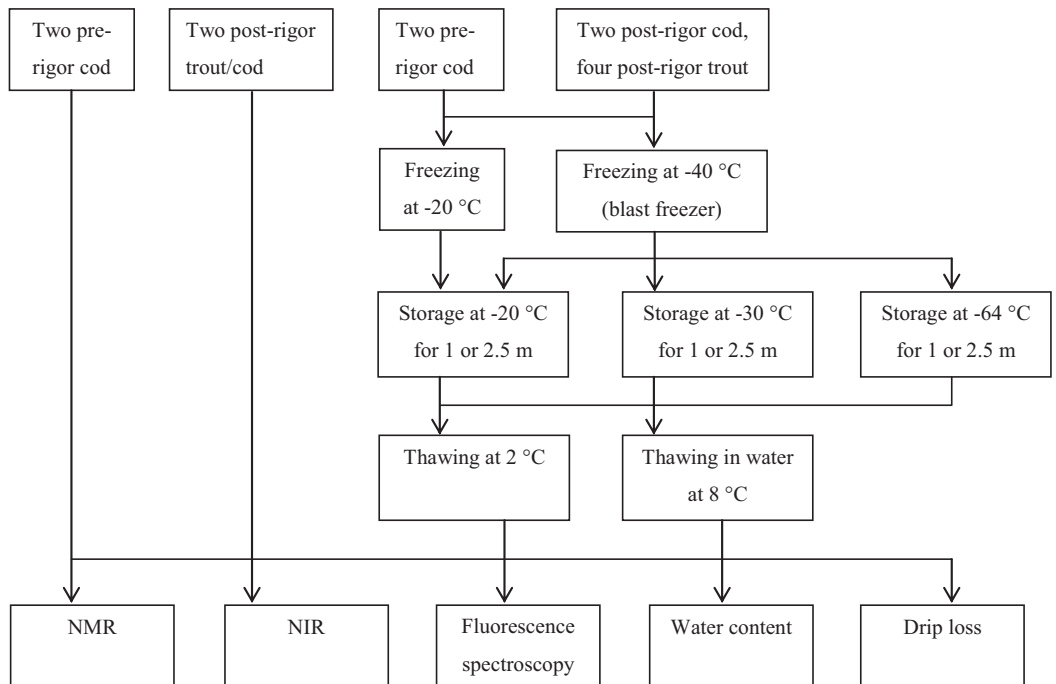 Two pre-
rigor cod
Two post-rigor
trout/cod
Two pre-
rigor cod
Two post-rigor cod,
four post-rigor trout
Freezing
at -20 °C
Freezing at -40 °C
(blast freezer)
Storage at -20 °C
for 1 or 2.5 m
Storage at -30 °C
for 1 or 2.5 m
Storage at -64 °C
for 1 or 2.5 m
Thawing at 2 °C
Thawing in water
at 8 °C
NMR
NIR
Fluorescence
spectroscopy
Water content
Drip loss